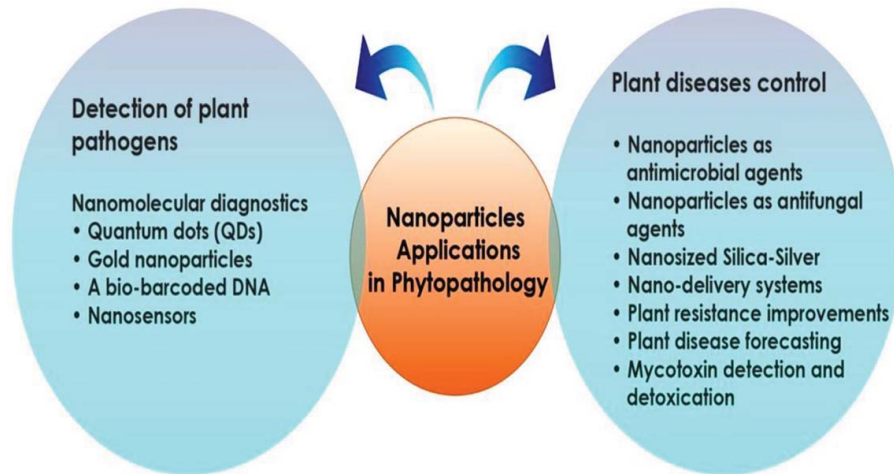 Detection of plant
pathogens
Nanomolecular diagnostics
• Quantum dots (QDs)
• Gold nanoparticles
• A bio-barcoded DNA
• Nanosensors
Nanoparticles
Applications
in Phytopathology
Plant diseases control
• Nanoparticles as
antimicrobial agents
• Nanoparticles as antifungal
agents
• Nanosized Silica-Silver
• Nano-delivery systems
• Plant resistance improvements
• Plant disease forecasting
• Mycotoxin detection and
detoxication